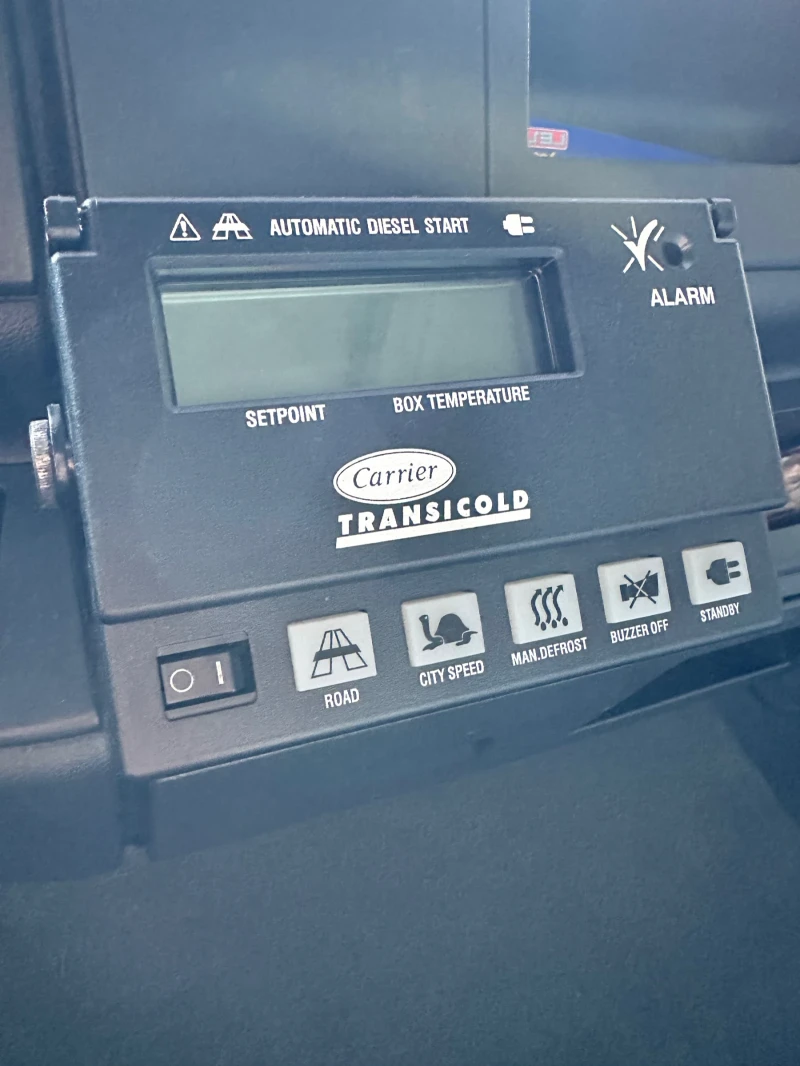 AUTOMATIC DIESEL START
ALARM
SETPOINT BOX TEMPERATURE
Carrier
TRANSICOLD
O I
ROAD CITY SPEED MAN.DEFROST BUZZER OFF STANDBY